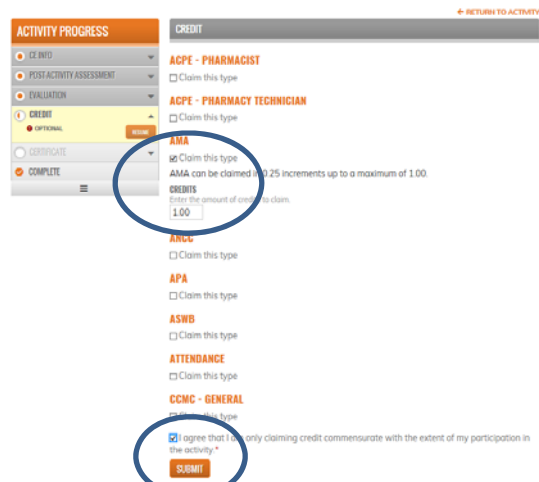 ← RETURN TO ACTIVITY
ACTIVITY PROGRESS
CE INFO
POST ACTIVITY ASSESSMENT
EVALUATION
CREDIT
OPTIONAL
RESUME
CERTIFICATE
COMPLETE
CREDIT
ACPE - PHARMACIST
Claim this type
ACPE - PHARMACY TECHNICIAN
Claim this type
AMA
Claim this type
AMA can be claimed in 0.25 increments up to a maximum of 1.00.
CREDITS
Enter the amount of credits to claim.
1.00
ANCC
Claim this type
APA
Claim this type
ASWB
Claim this type
ATTENDANCE
Claim this type
CCMC - GENERAL
Claim this type
I agree that I am only claiming credit commensurate with the extent of my participation in
the activity.*
SUBMIT